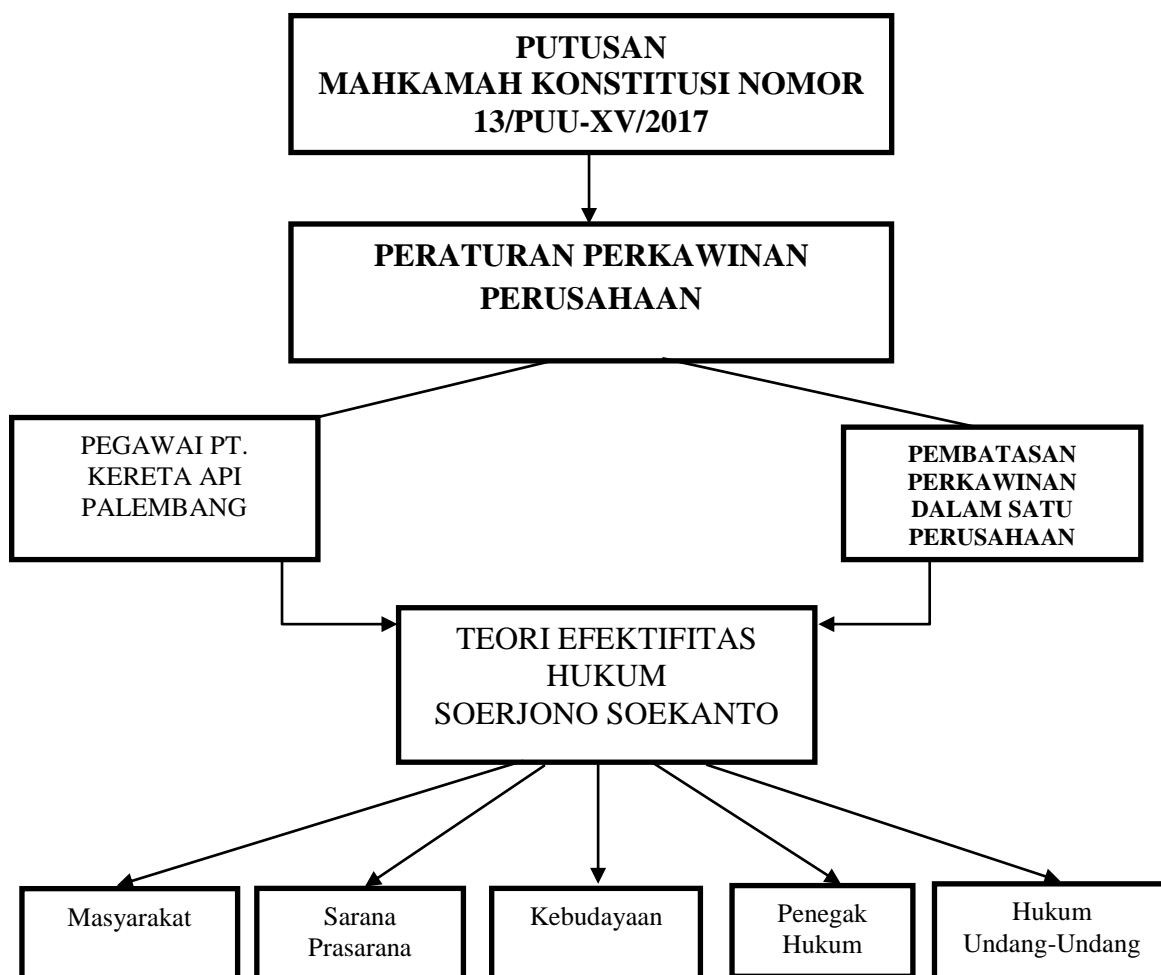 PUTUSAN
MAHKAMAH KONSTITUSI NOMOR
13/PUU-XV/2017
PERATURAN PERKAWINAN
PERUSAHAAN
PEGAWAI PT.
KERETA API
PALEMBANG
PEMBATASAN
PERKAWINAN
DALAM SATU
PERUSAHAAN
TEORI EFEKTIFITAS
HUKUM
SOERJONO SOEKANTO
Masyarakat
Sarana
Prasarana
Kebudayaan
Penegak
Hukum
Hukum
Undang-Undang